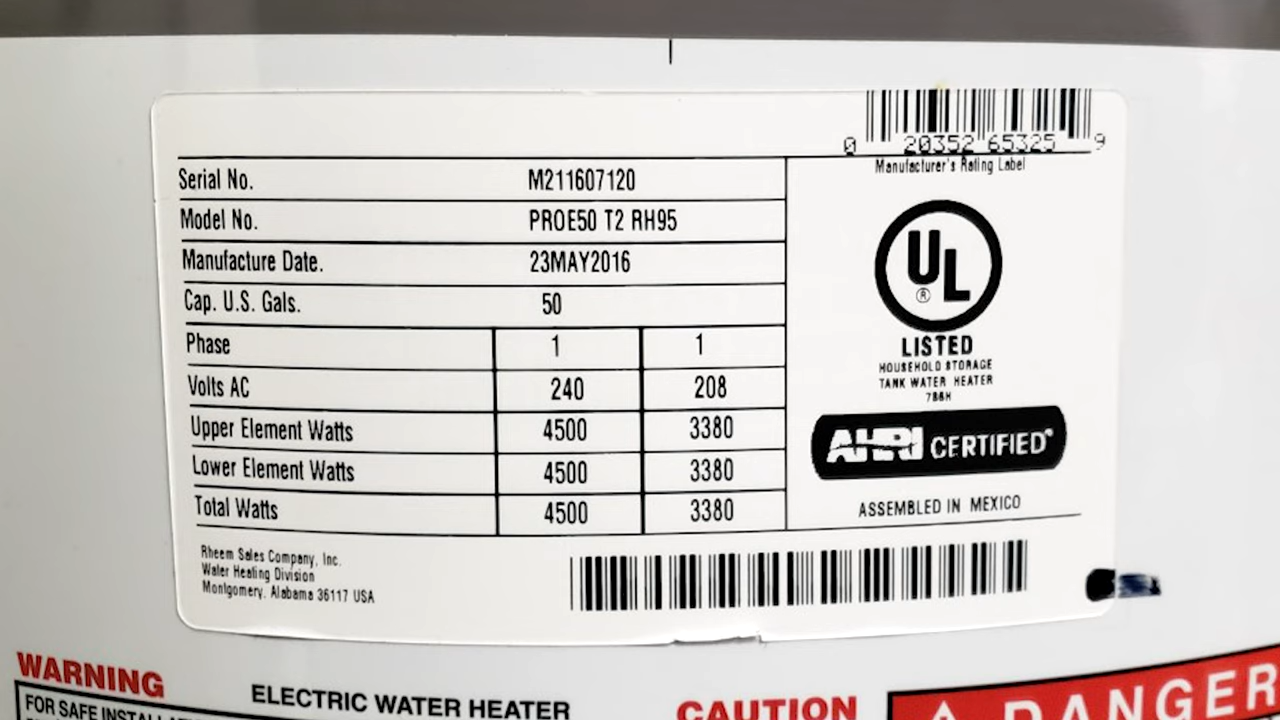 0 20352 65325 9
Manufacturer's Rating Label
Serial No. M211607120
Model No. PROE50 T2 RH95
Manufacture Date. 23MAY2016
Cap. U.S. Gals. 50
Phase 1 1
Volts AC 240 208
Upper Element Watts 4500 3380
Lower Element Watts 4500 3380
Total Watts 4500 3380
UL
®
LISTED
HOUSEHOLD STORAGE
TANK WATER HEATER
AHRI CERTIFIED®
ASSEMBLED IN MEXICO
Rheem Sales Company, Inc.
Water Heating Division
Montgomery, Alabama 36117 USA
WARNING
FOR SAFE
ELECTRIC WATER HEATER
CAUTION
DANGER